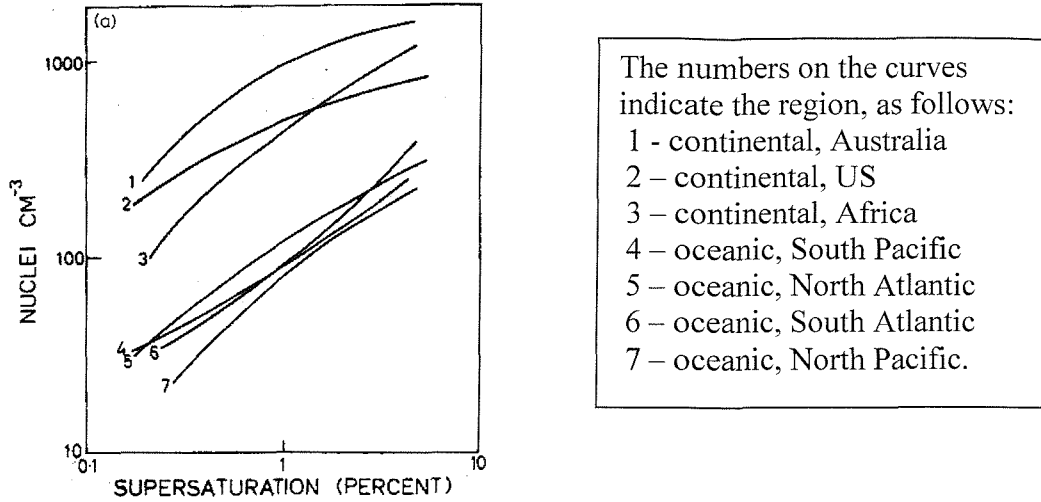 (a)
1000
100
10
NUCLEI CM-3
1
2
3
4
5
6
7
0·1
1
10
SUPERSATURATION (PERCENT)
The numbers on the curves
indicate the region, as follows:
1 - continental, Australia
2 – continental, US
3 – continental, Africa
4 – oceanic, South Pacific
5 – oceanic, North Atlantic
6 – oceanic, South Atlantic
7 – oceanic, North Pacific.